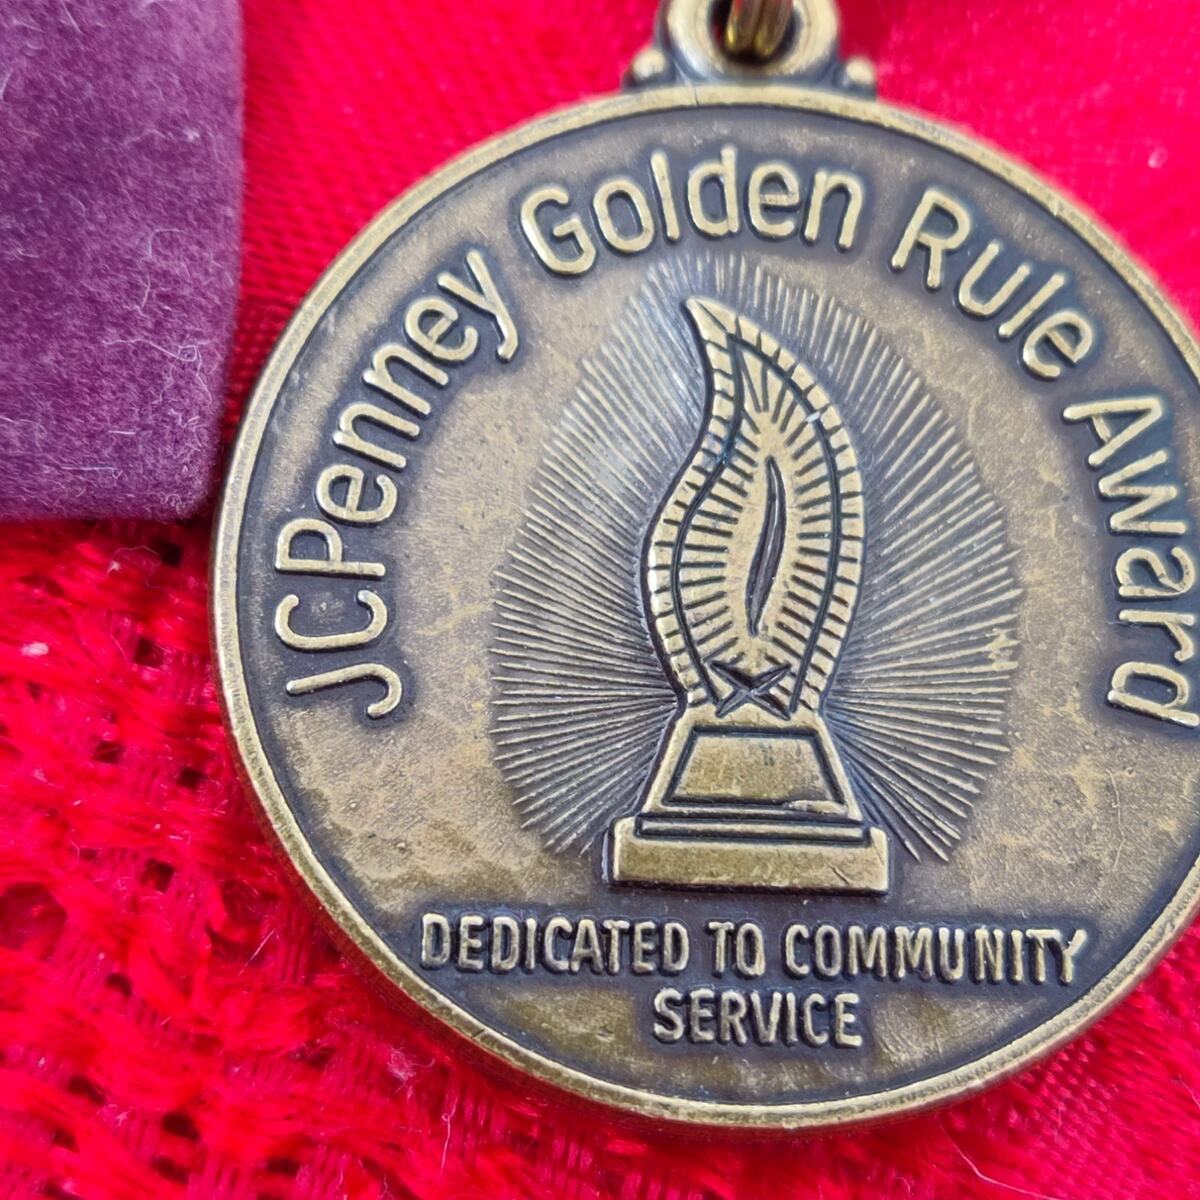 JCPenney Golden Rule Award
DEDICATED TO COMMUNITY
SERVICE